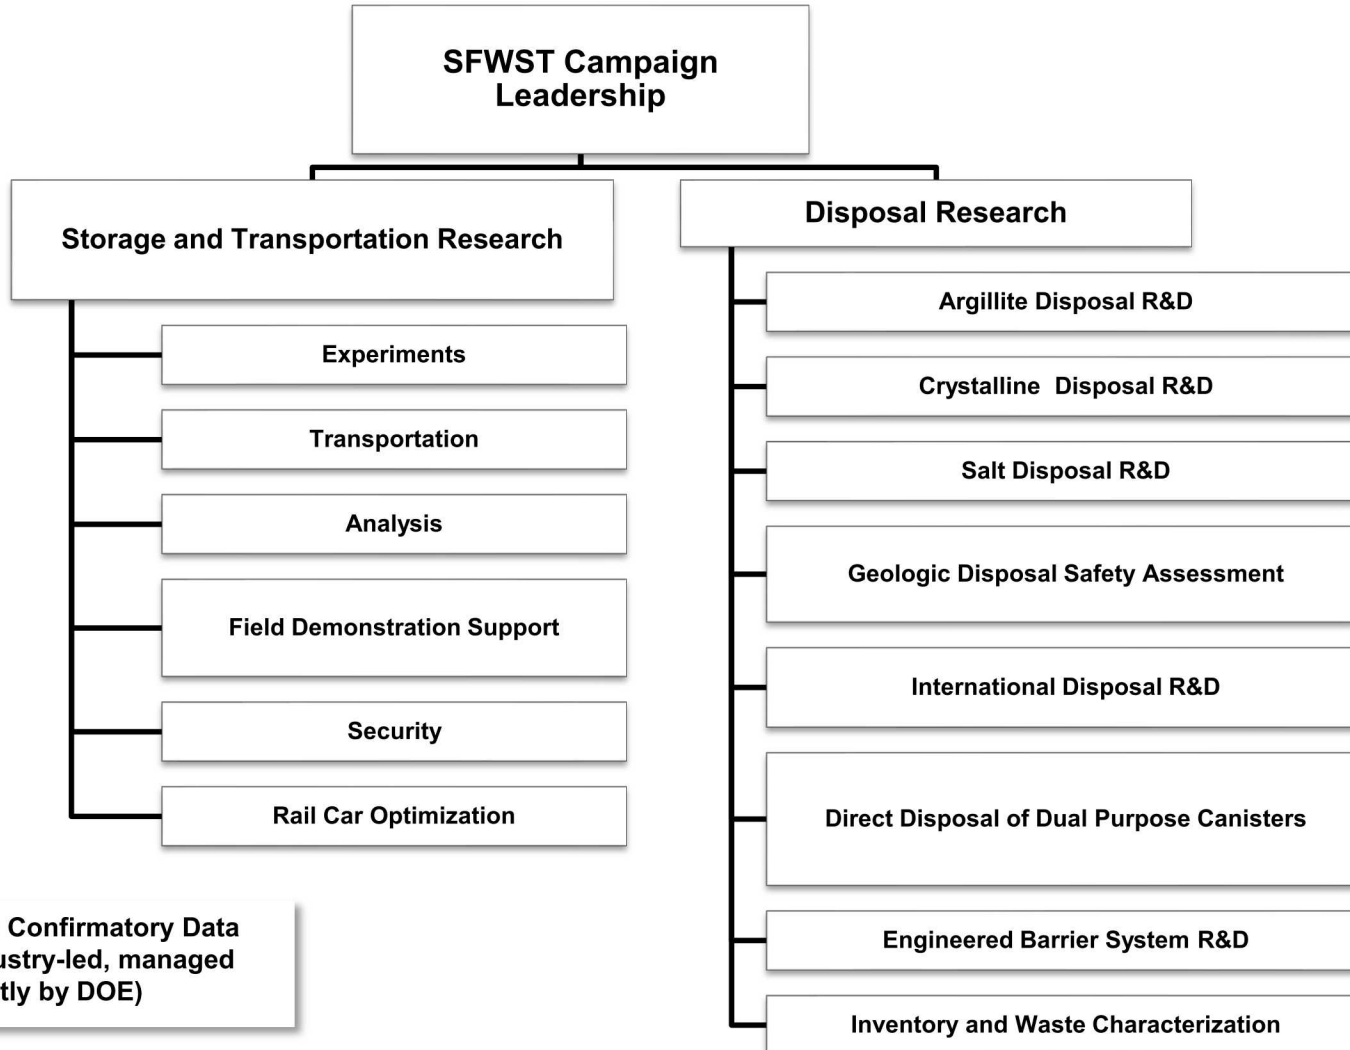 SFWST Campaign
Leadership
Storage and Transportation Research
Experiments
Transportation
Analysis
Field Demonstration Support
Security
Rail Car Optimization
Confirmatory Data
managed
by DOE)
Disposal Research
Argillite Disposal R&D
Crystalline  Disposal R&D
Salt Disposal R&D
Geologic Disposal Safety Assessment
International Disposal R&D
Direct Disposal of Dual Purpose Canisters
Engineered Barrier System R&D
Inventory and Waste Characterization